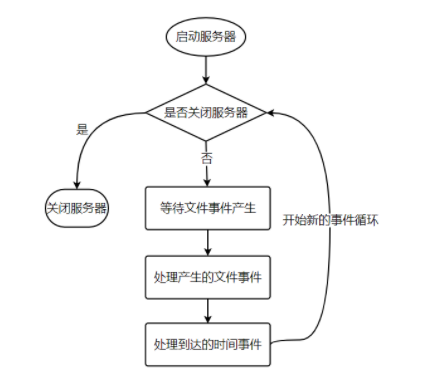 启动服务器
是否关闭服务器
是
否
关闭服务器
等待文件事件产生
开始新的事件循环
处理产生的文件事件
处理到达的时间事件